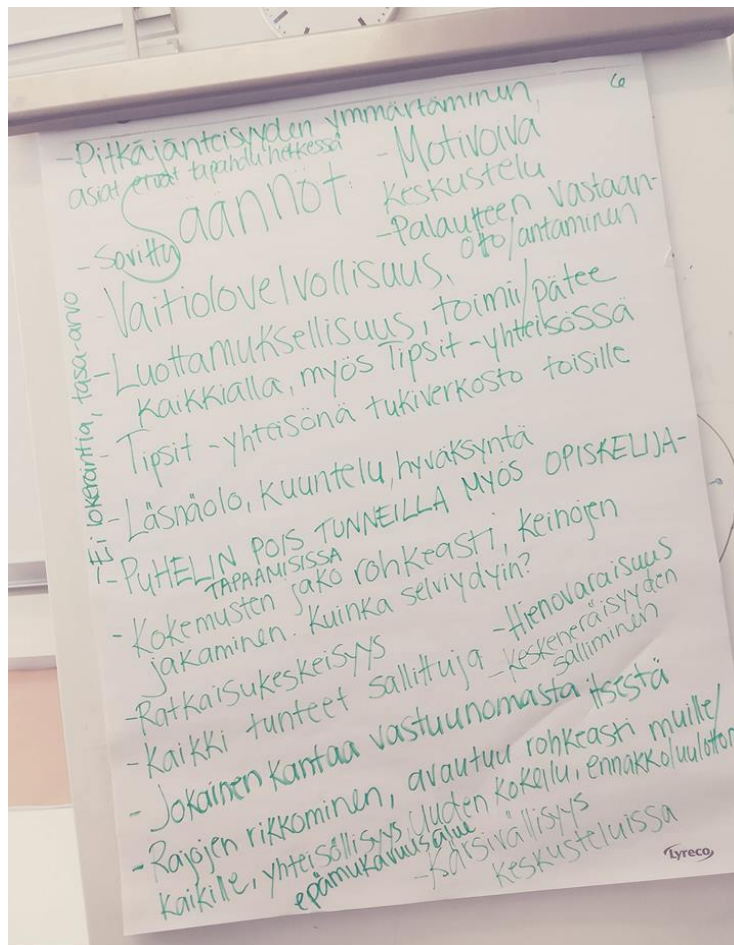 6
-Pitkäjänteisyyden ymmärtäminen,
asiat eivät tapahdu hetkessä
Säännöt:
-Motivoiva
keskustelu
-Palautteen vastaan-
otto/antaminen
-Sovittu
-Vaitiolovelvollisuus,
-Luottamuksellisuus, toimii/pätee
kaikkialla, myös Tipsit-yhteisössä
-Tipsit-yhteisönä tukiverkosto toisille
-Ei lokerointia, tasa-arvo
-Läsnäolo, kuuntelu, hyväksyntä
-PUHELIN POIS TUNNEILLA MYÖS OPISKELIJA-
TAPAAMISISSA
-Kokemusten jako rohkeasti, keinojen
jakaminen. Kuinka selviydyin?
-Ratkaisukeskeisyys
-Hienovaraisuus
-Keskeneräisyyden
salliminen
-Kaikki tunteet sallittuja
-Jokainen kantaa vastuunomasta itsestä
-Rajojen rikkominen, avautuu rohkeasti muille/
kaikille, yhteisöllisyys, Uuden kokeilu, ennakkoluuloton
epämukavuusalue
-Kärsivällisyys
keskusteluissa
Lyreco